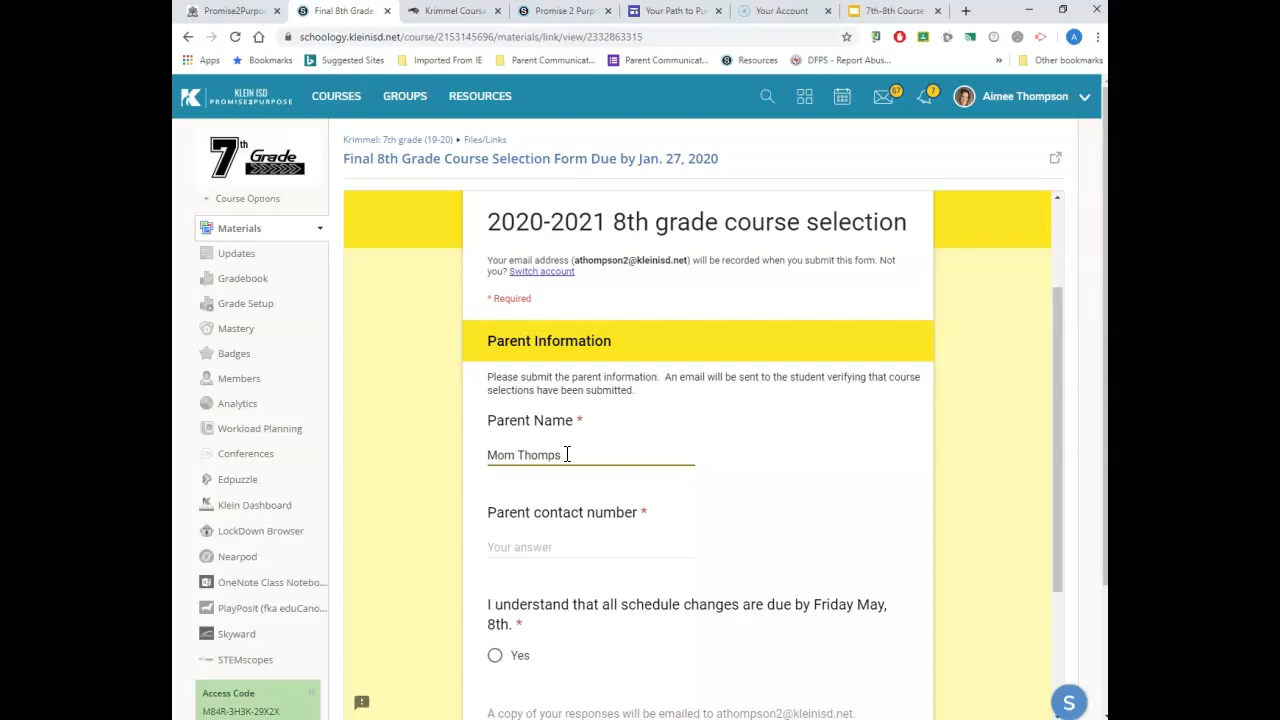 Promise2Purpo
Final 8th Grade
Krimmel Course
Promise 2 Purpo
Your Path to Pu
Your Account
7th-8th Course
schoology.kleinisd.net/course/2153145696/materials/link/view/2332863315
Apps
Bookmarks
Suggested Sites
Imported From IE
Parent Communicat...
Parent Communicat...
Resources
DFPS - Report Abus...
Other bookmarks
KLEIN ISD
PROMISE2PURPOSE
COURSES
GROUPS
RESOURCES
67
7
Aimee Thompson
7th Grade
Course Options
Materials
Updates
Gradebook
Grade Setup
Mastery
Badges
Members
Analytics
Workload Planning
Conferences
Edpuzzle
Klein Dashboard
LockDown Browser
Nearpod
OneNote Class Notebo...
PlayPosit (fka eduCano...
Skyward
STEMscopes
Access Code
M84R-3H3K-29X2X
Krimmel: 7th grade (19-20) • Files/Links
Final 8th Grade Course Selection Form Due by Jan. 27, 2020
2020-2021 8th grade course selection
Your email address (athompson2@kleinisd.net) will be recorded when you submit this form. Not
you? Switch account
* Required
Parent Information
Please submit the parent information. An email will be sent to the student verifying that course
selections have been submitted.
Parent Name *
Mom Thomps
Parent contact number *
Your answer
I understand that all schedule changes are due by Friday May,
8th. *
Yes
A copy of your responses will be emailed to athompson2@kleinisd.net.
S